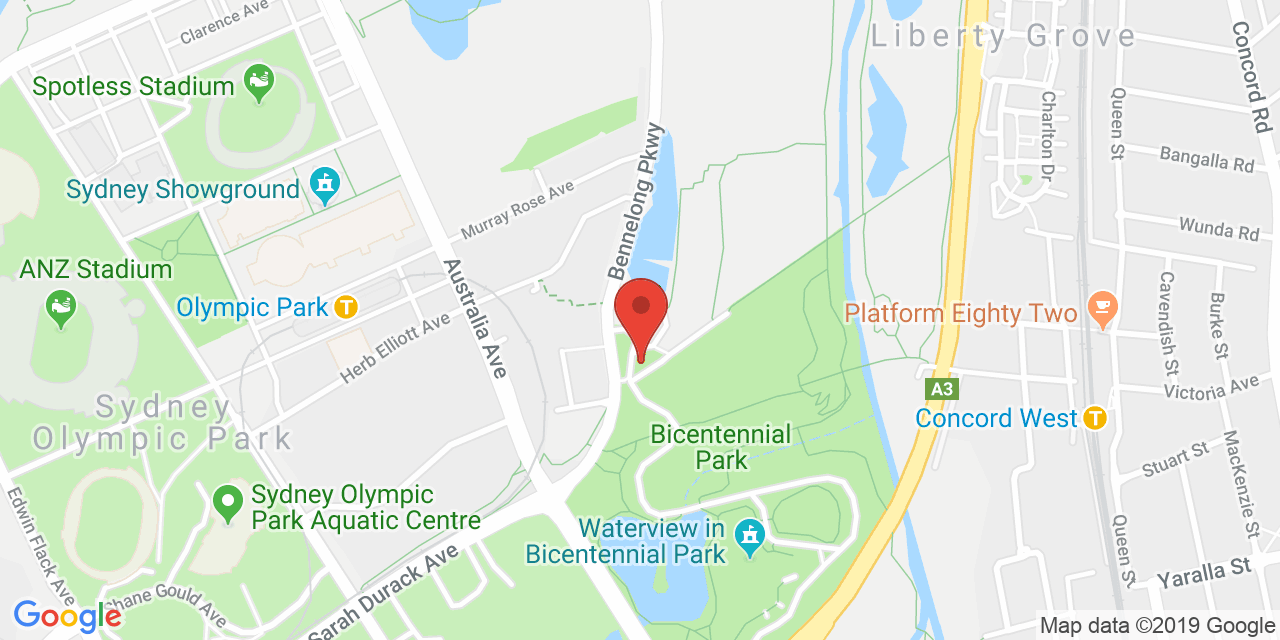 Clarence Ave
Liberty Grove
Concord Rd
Spotless Stadium
Queen St
Charlton Dr
Bangalla Rd
Sydney Showground
Murray Rose Ave
Bennelong Pkwy
Wunda Rd
ANZ Stadium
Olympic Park
T
Australia Ave
Herb Elliott Ave
Platform Eighty Two
Cavendish St
Burke St
A3
Victoria Ave
Sydney
Olympic Park
Concord West
T
Bicentennial
Park
Stuart St
MacKenzie St
Edwin Flack Ave
Sydney Olympic
Park Aquatic Centre
Waterview in
Bicentennial Park
Queen St
Yaralla St
Shane Gould Ave
Sarah Durack Ave
Google
Map data ©2019 Google